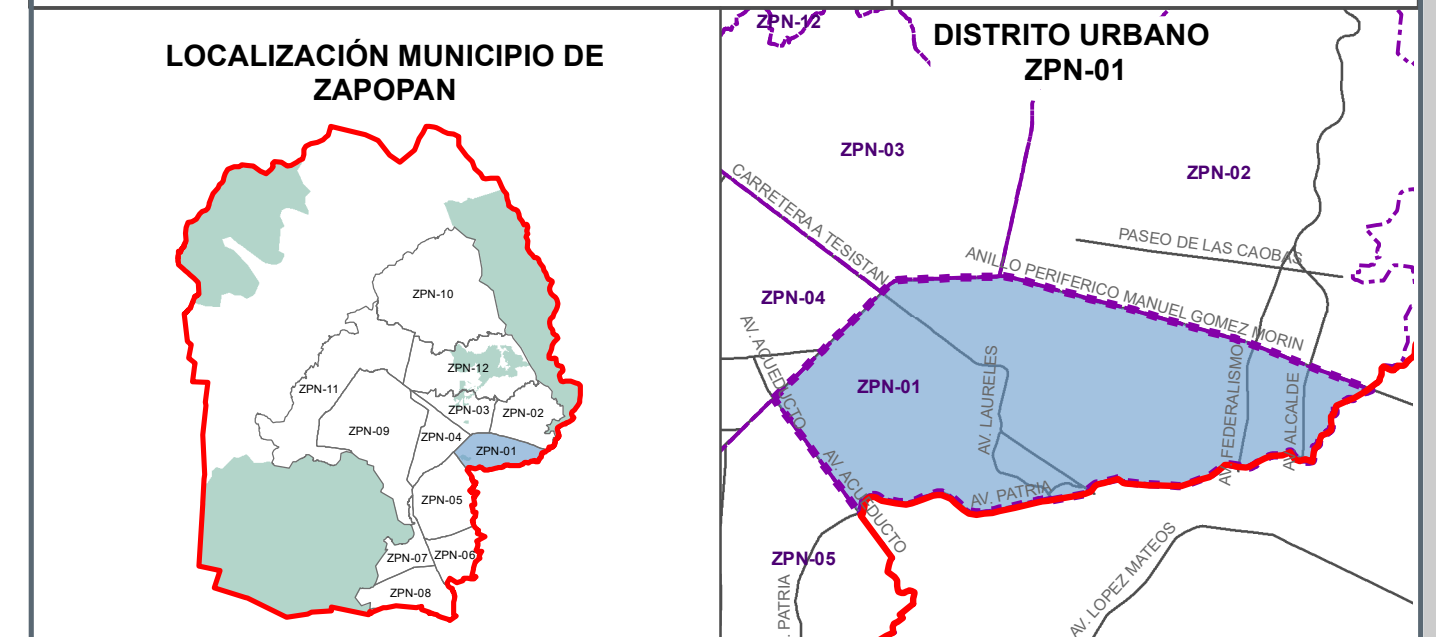 LOCALIZACIÓN MUNICIPIO DE
ZAPOPAN
ZPN-10
ZPN-12
ZPN-11
ZPN-03
ZPN-02
ZPN-09
ZPN-04
ZPN-01
ZPN-05
ZPN-07
ZPN-06
ZPN-08
ZPN-12
DISTRITO URBANO
ZPN-01
ZPN-03
ZPN-02
CARRETERA A TESISTAN
PASEO DE LAS CAOBAS
ANILLO PERIFERICO MANUEL GOMEZ MORIN
ZPN-04
AV. ACUEDUCTO
ZPN-01
AV. LAURELES
AV. FEDERALISMO
AV. ALCALDE
AV. ACUEDUCTO
AV. PATRIA
ZPN-05
. PATRIA
AV. LOPEZ MATEOS